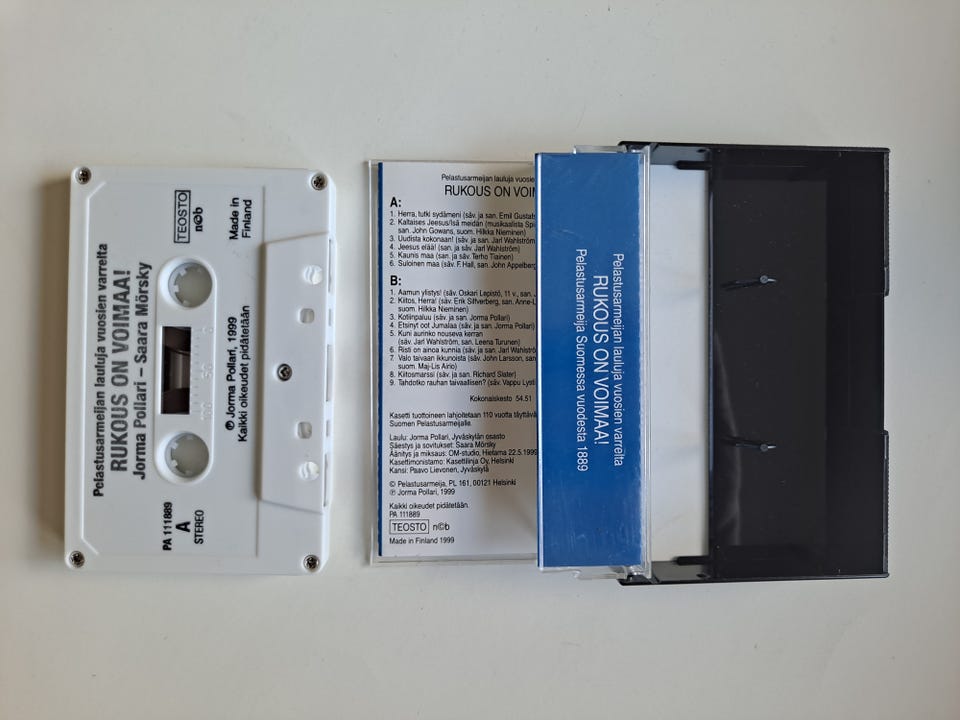 Pelastusarmeijan lauluja vuosien varrelta
RUKOUS ON VOIMAA!
Jorma Pollari – Saara Mörsky
PA 111889
A
STEREO
TEOSTO
n©b
Made in
Finland
℗ Jorma Pollari, 1999
Kaikki oikeudet pidätetään
Pelastusarmeijan lauluja vuosie
RUKOUS ON VOIM
A:
1. Herra, tutki sydämeni (säv. ja san. Emil Gustafs
2. Kaltaises Jeesus/Isä meidän (musikaalista Spi
san. John Gowans, suom. Hilkka Nieminen)
3. Uudista kokonaan! (säv. ja san. Jarl Wahlström
4. Jeesus elää! (san. ja säv. Jarl Wahlström)
5. Kaunis maa (säv. ja san. Terho Tiainen)
6. Suloinen maa (säv. F. Hall, san. John Appelberg
B:
1. Aamun ylistys! (säv. Oskari Lepistö, 11 v., san.
2. Kiitos, Herra! (säv. Erik Silfverberg, san. Anne-L
suom. Hilkka Nieminen)
3. Kotiinpaluu (säv. ja san. Jorma Pollari)
4. Etsinyt oot Jumalaa (säv. ja san. Jorma Pollari)
5. Kuni aurinko nouseva kerran
(säv. Jarl Wahlström, san. Leena Turunen)
6. Risti on ainoa kunnia (säv. ja san. Jarl Wahlströ
7. Valo taivaan ikkunoista (säv. John Larsson, san
suom. Maj-Lis Airio)
8. Kiitosmarssi (säv. ja san. Richard Slater)
9. Tahdotko rauhan taivaallisen? (säv. Vappu Lyst
Kokonaiskesto 54.51
Kasetti tuottoineen lahjoitetaan 110 vuotta täyttävä
Suomen Pelastusarmeijalle.
Laulu: Jorma Pollari, Jyväskylän osasto
Säestys ja sovitukset: Saara Mörsky
Äänitys ja miksaus: OM-studio, Hietama 22.5.1999
Kasettimonistamo: Kasettilinja Oy, Helsinki
Kansi: Paavo Lievonen, Jyväskylä
© Pelastusarmeija, PL 161, 00121 Helsinki
℗ Jorma Pollari, 1999
Kaikki oikeudet pidätetään.
PA 111889
TEOSTO n©b
Made in Finland 1999
Pelastusarmeijan lauluja vuosien varrelta
RUKOUS ON VOIMAA!
Pelastusarmeija Suomessa vuodesta 1889